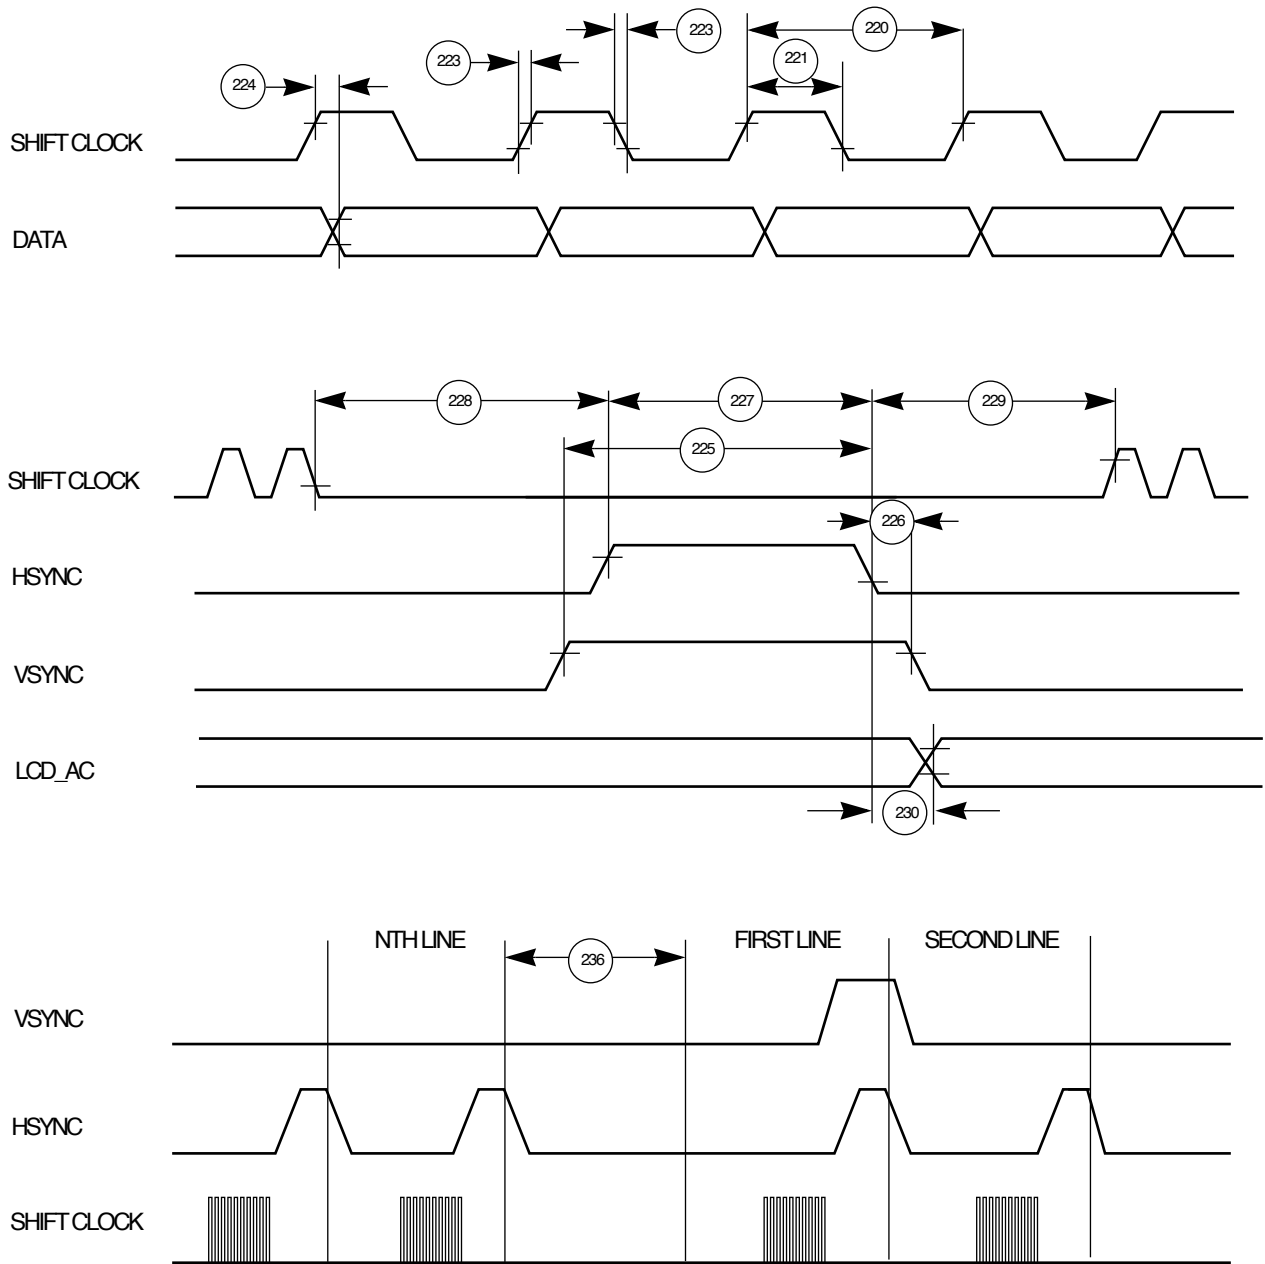 223
220
223
221
224
SHIFT CLOCK
DATA
228
227
229
225
SHIFT CLOCK
226
HSYNC
VSYNC
LCD_AC
230
NTH LINE
FIRST LINE
SECOND LINE
236
VSYNC
HSYNC
SHIFT CLOCK